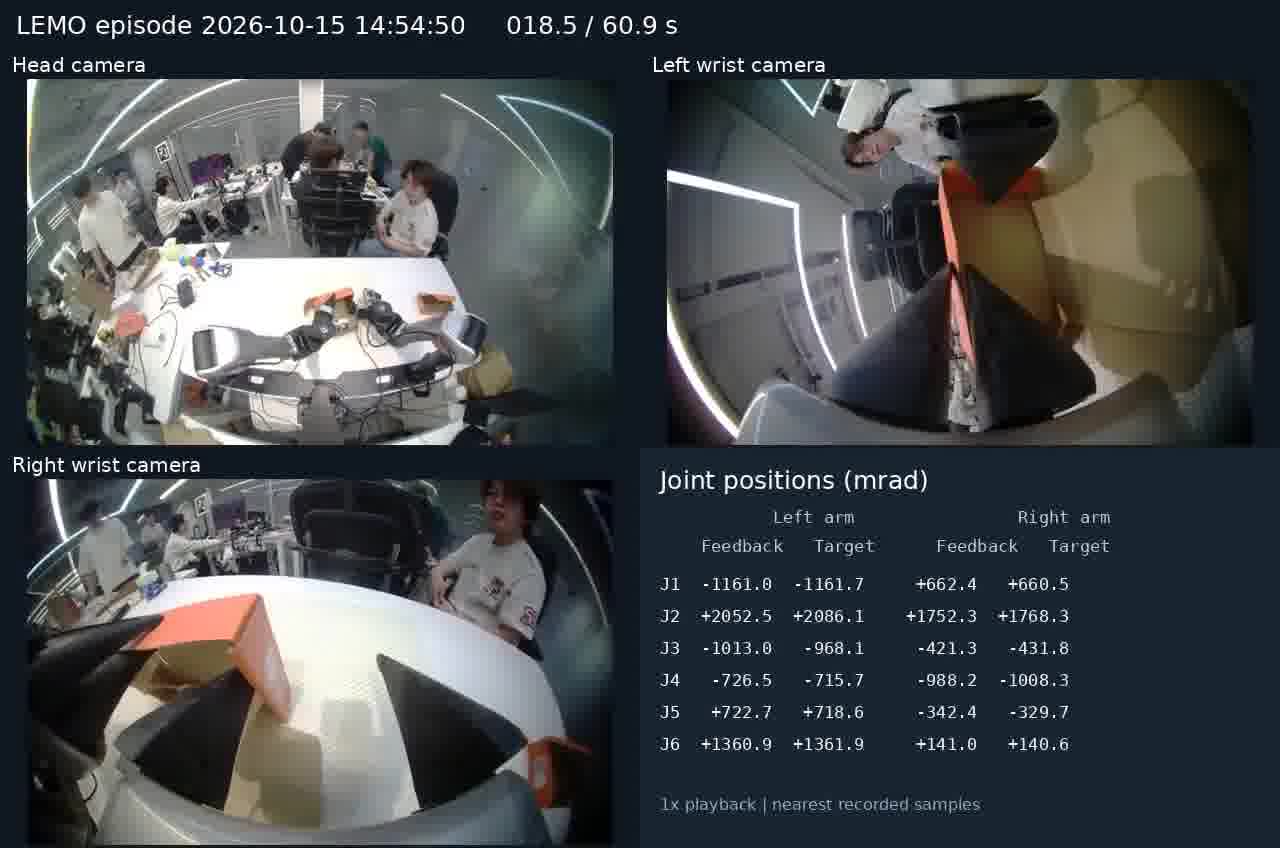 LEMO episode 2026-10-15 14:54:50 018.5 / 60.9 s
Head camera
Left wrist camera
Right wrist camera
Joint positions (mrad)
Left arm Right arm
Feedback Target Feedback Target
J1 -1161.0 -1161.7 +662.4 +660.5
J2 +2052.5 +2086.1 +1752.3 +1768.3
J3 -1013.0 -968.1 -421.3 -431.8
J4 -726.5 -715.7 -988.2 -1008.3
J5 +722.7 +718.6 -342.4 -329.7
J6 +1360.9 +1361.9 +141.0 +140.6
1x playback | nearest recorded samples